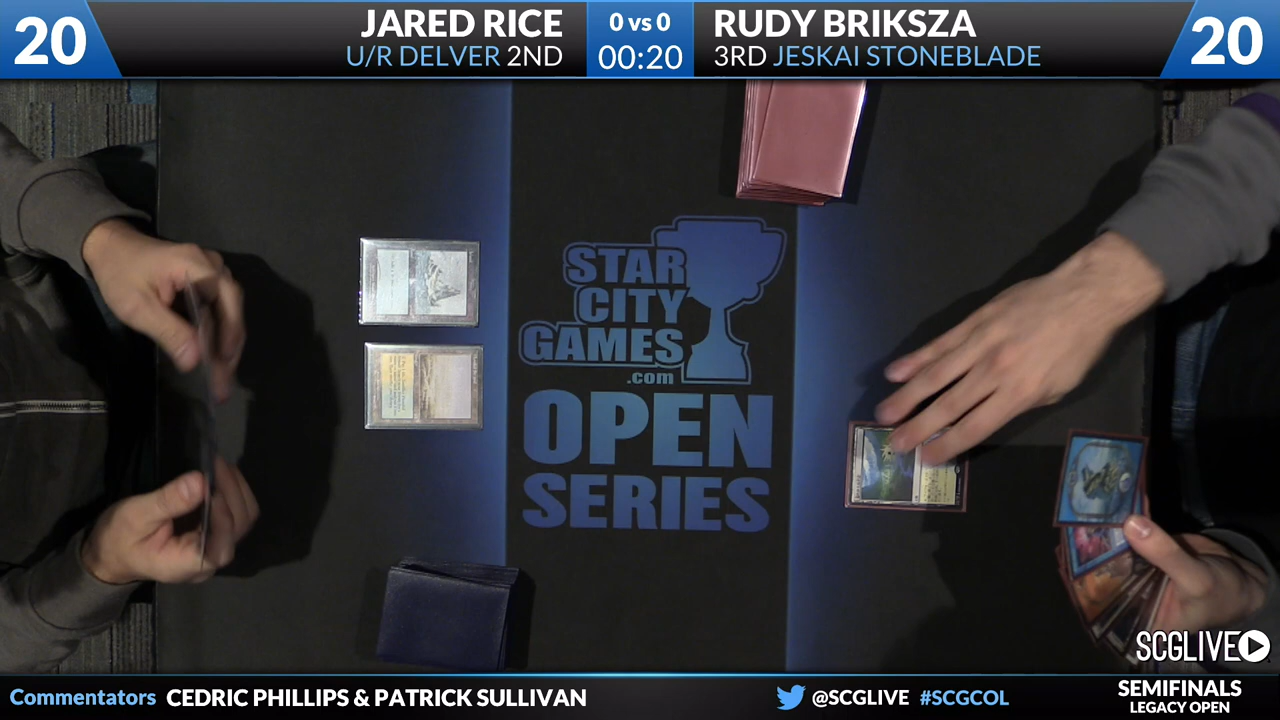 20
JARED RICE
U/R DELVER 2ND
0 vs 0
00:20
RUDY BRIKSZA
3RD JESKAI STONEBLADE
20
STAR
CITY
GAMES
.com
OPEN
SERIES
SCGLIVE
Commentators CEDRIC PHILLIPS & PATRICK SULLIVAN
@SCGLIVE #SCGCOL
SEMIFINALS
LEGACY OPEN